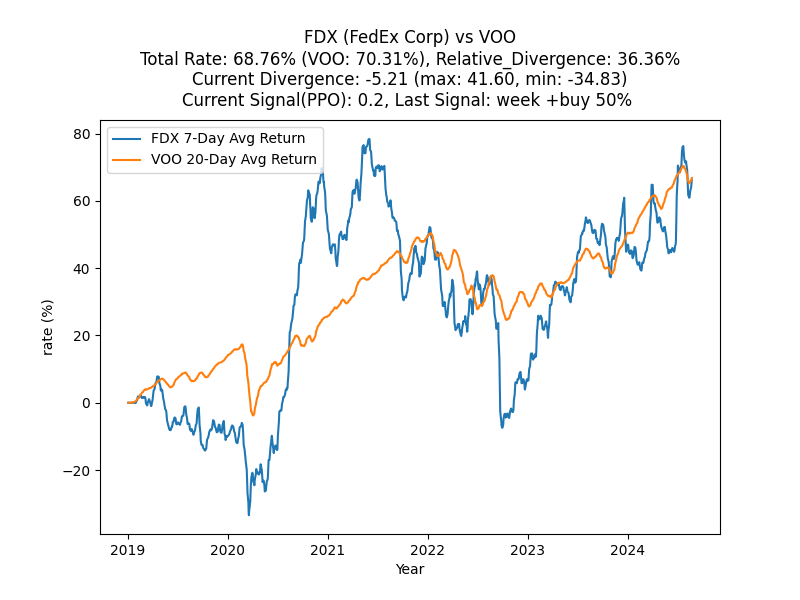 FDX (FedEx Corp) vs VOO
Total Rate: 68.76% (VOO: 70.31%), Relative_Divergence: 36.36%
Current Divergence: -5.21 (max: 41.60, min: -34.83)
Current Signal(PPO): 0.2, Last Signal: week +buy 50%
FDX 7-Day Avg Return
VOO 20-Day Avg Return
80
60
40
20
0
−20
rate (%)
2019 2020 2021 2022 2023 2024
Year